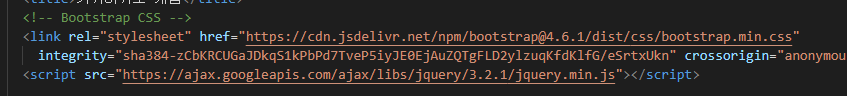 <!-- Bootstrap CSS -->
<link rel="stylesheet" href="https://cdn.jsdelivr.net/npm/bootstrap@4.6.1/dist/css/bootstrap.min.css"
integrity="sha384-zCbKRCUGaJDkqS1kPbPd7TveP5iyJE0EjAuZQTgFLD2ylzuqKfdKlfG/eSrtxUkn" crossorigin="anonymou
<script src="https://ajax.googleapis.com/ajax/libs/jquery/3.2.1/jquery.min.js"></script>